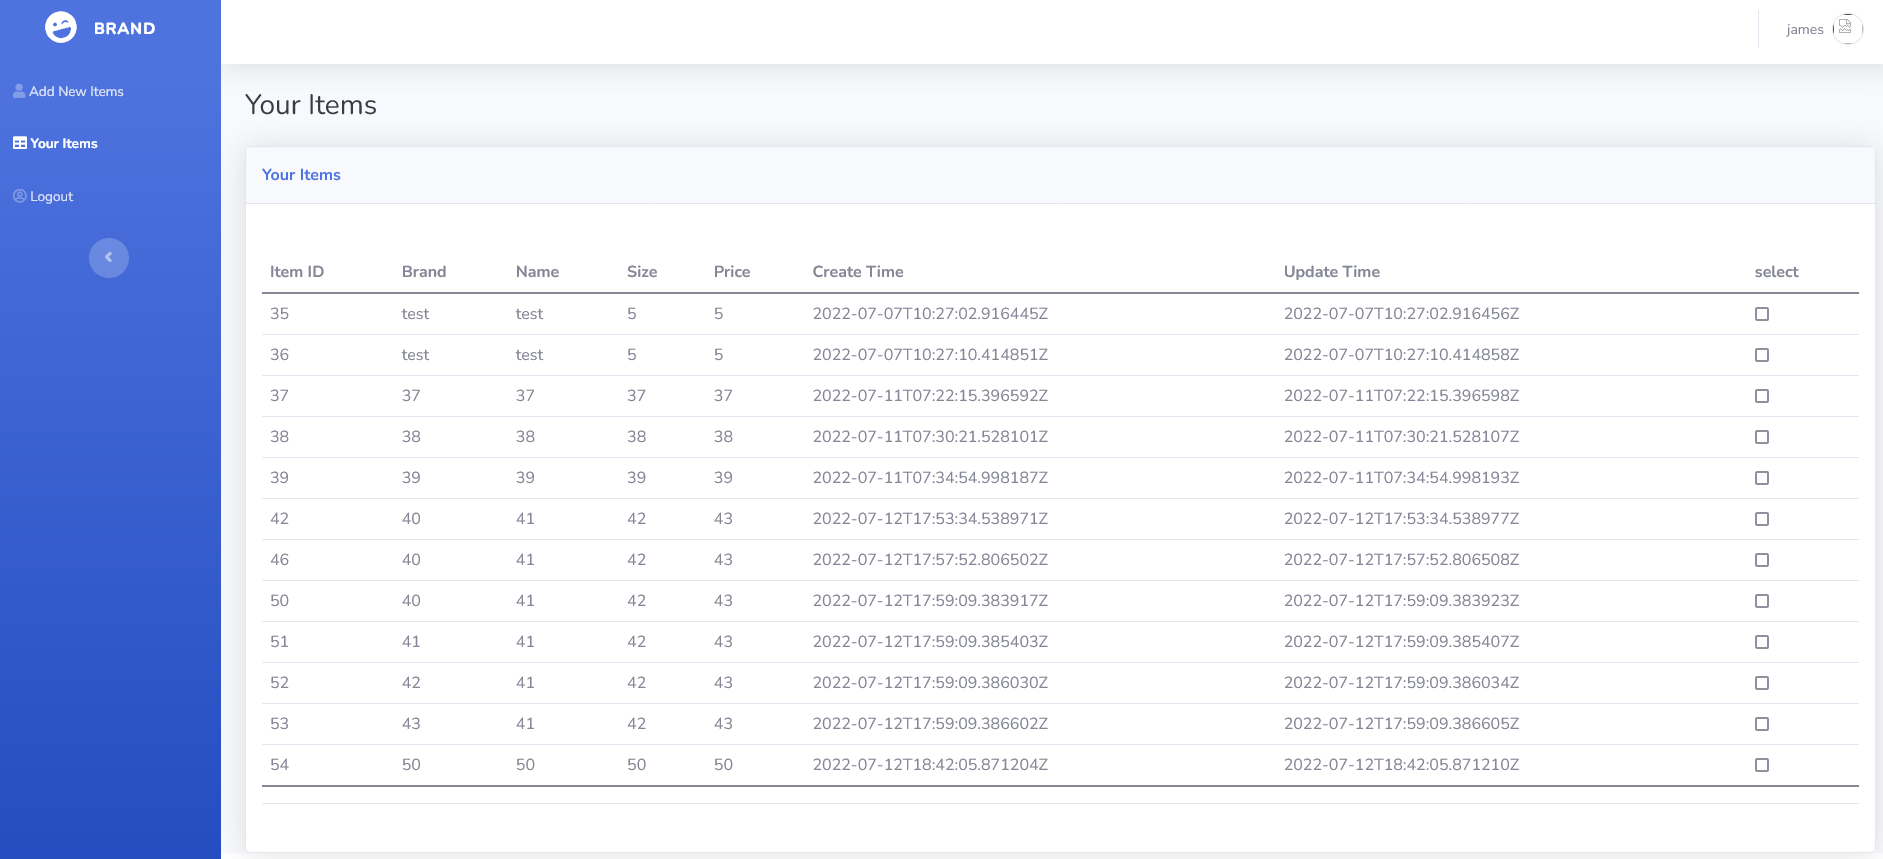 BRAND
james
Add New Items
Your Items
Logout
Your Items
Your Items
Item ID Brand Name Size Price Create Time Update Time select
35 test test 5 5 2022-07-07T10:27:02.916445Z 2022-07-07T10:27:02.916456Z
36 test test 5 5 2022-07-07T10:27:10.414851Z 2022-07-07T10:27:10.414858Z
37 37 37 37 37 2022-07-11T07:22:15.396592Z 2022-07-11T07:22:15.396598Z
38 38 38 38 38 2022-07-11T07:30:21.528101Z 2022-07-11T07:30:21.528107Z
39 39 39 39 39 2022-07-11T07:34:54.998187Z 2022-07-11T07:34:54.998193Z
42 40 41 42 43 2022-07-12T17:53:34.538971Z 2022-07-12T17:53:34.538977Z
46 40 41 42 43 2022-07-12T17:57:52.806502Z 2022-07-12T17:57:52.806508Z
50 40 41 42 43 2022-07-12T17:59:09.383917Z 2022-07-12T17:59:09.383923Z
51 41 41 42 43 2022-07-12T17:59:09.385403Z 2022-07-12T17:59:09.385407Z
52 42 41 42 43 2022-07-12T17:59:09.386030Z 2022-07-12T17:59:09.386034Z
53 43 41 42 43 2022-07-12T17:59:09.386602Z 2022-07-12T17:59:09.386605Z
54 50 50 50 50 2022-07-12T18:42:05.871204Z 2022-07-12T18:42:05.871210Z